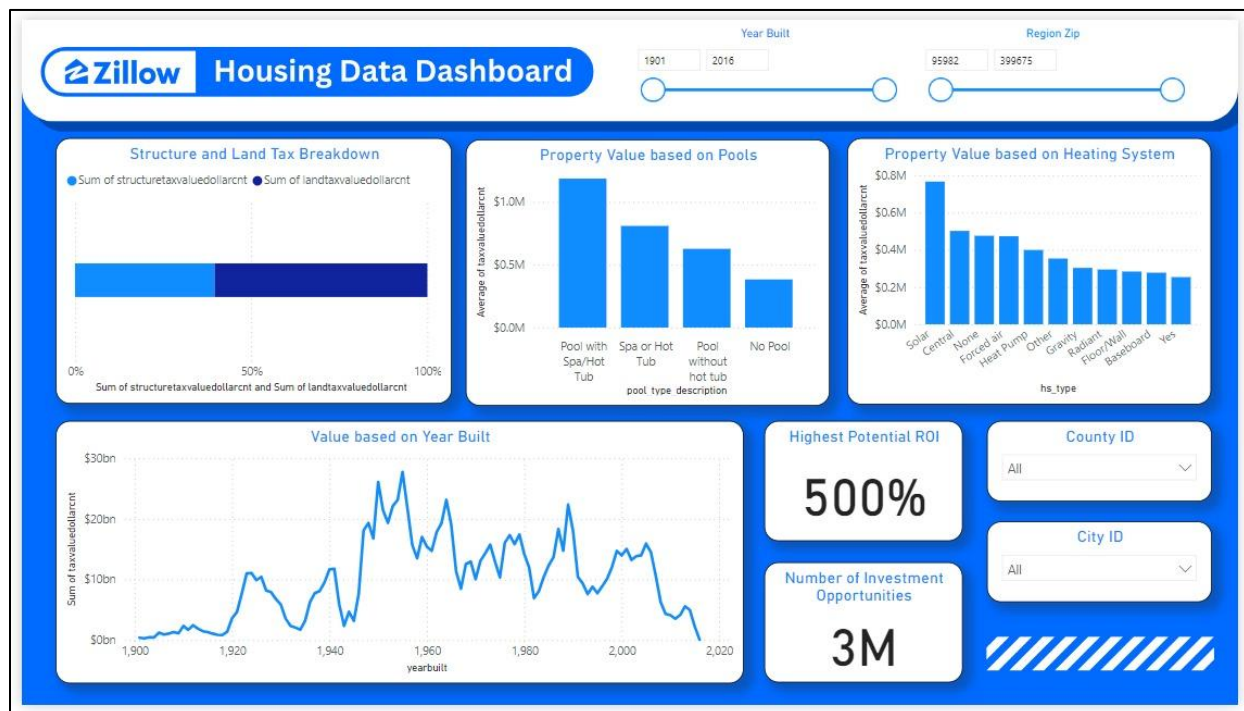 Zillow Housing Data Dashboard
Year Built
1901 2016
Region Zip
95982 399675
Structure and Land Tax Breakdown
Sum of structuretaxvaluedollarcnt Sum of landtaxvaluedollarcnt
0% 50% 100%
Sum of structuretaxvaluedollarcnt and Sum of landtaxvaluedollarcnt
Property Value based on Pools
Average of taxvaluedollarcnt
$1.0M
$0.5M
$0.0M
Pool with
Spa/Hot
Tub
Spa or Hot
Tub
Pool
without
hot tub
No Pool
pool_type_description
Property Value based on Heating System
Average of taxvaluedollarcnt
$0.8M
$0.6M
$0.4M
$0.2M
$0.0M
Solar
Central
None
Forced air
Heat Pump
Other
Gravity
Radiant
Floor/Wall
Baseboard
Yes
hs_type
Value based on Year Built
Sum of taxvaluedollarcnt
$30bn
$20bn
$10bn
$0bn
1,900 1,920 1,940 1,960 1,980 2,000 2,020
yearbuilt
Highest Potential ROI
500%
Number of Investment
Opportunities
3M
County ID
All
City ID
All